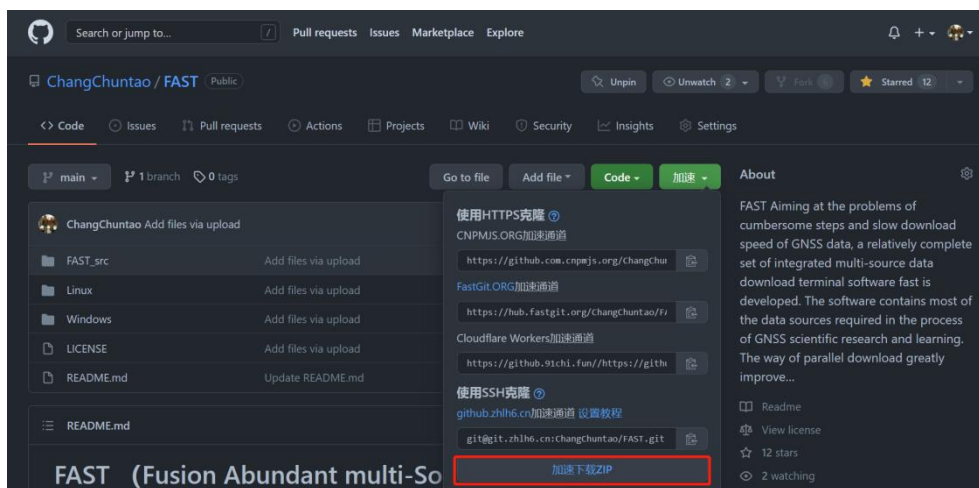 Search or jump to... / Pull requests Issues Marketplace Explore
ChangChuntao / FAST Public
Unpin Unwatch 2 Fork Starred 12
Code Issues Pull requests Actions Projects Wiki Security Insights Settings
main 1 branch 0 tags Go to file Add file Code 加速
ChangChuntao Add files via upload
FAST_src Add files via upload
Linux Add files via upload
Windows Add files via upload
LICENSE Add files via upload
README.md Update README.md
README.md
FAST (Fusion Abundant multi-So
使用HTTPS克隆
CNPMJS.ORG加速通道
https://github.com.cnpmjs.org/ChangChun
FastGit.ORG加速通道
https://hub.fastgit.org/ChangChuntao/F
Cloudflare Workers加速通道
https://github.91chi.fun//https://gith
使用SSH克隆
github.zhlh6.cn加速通道 设置教程
git@git.zhlh6.cn:ChangChuntao/FAST.git
加速下载ZIP
About
FAST Aiming at the problems of
cumbersome steps and slow download
speed of GNSS data, a relatively complete
set of integrated multi-source data
download terminal software fast is
developed. The software contains most of
the data sources required in the process
of GNSS scientific research and learning.
The way of parallel download greatly
improve...
Readme
View license
12 stars
2 watching